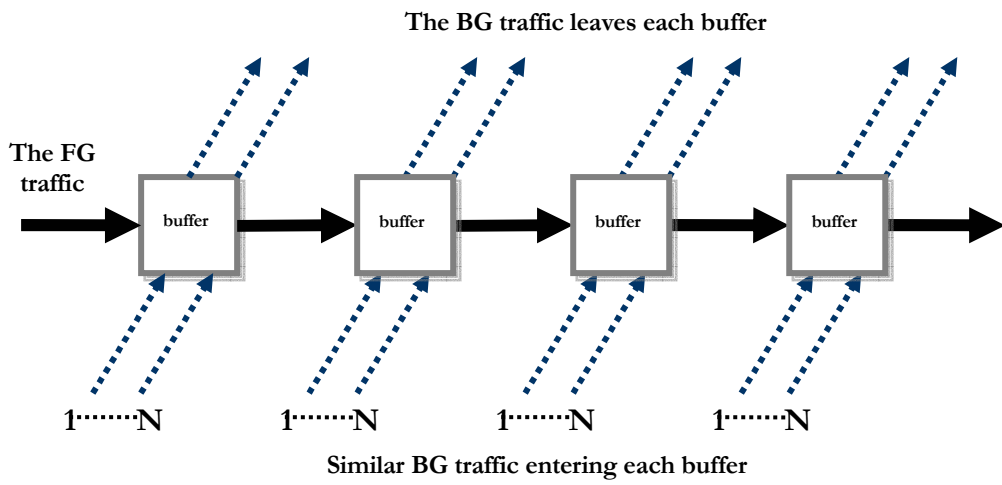 The BG traffic leaves each buffer
The FG
traffic
buffer buffer buffer buffer
1·······N 1·······N 1·······N 1·······N
Similar BG traffic entering each buffer